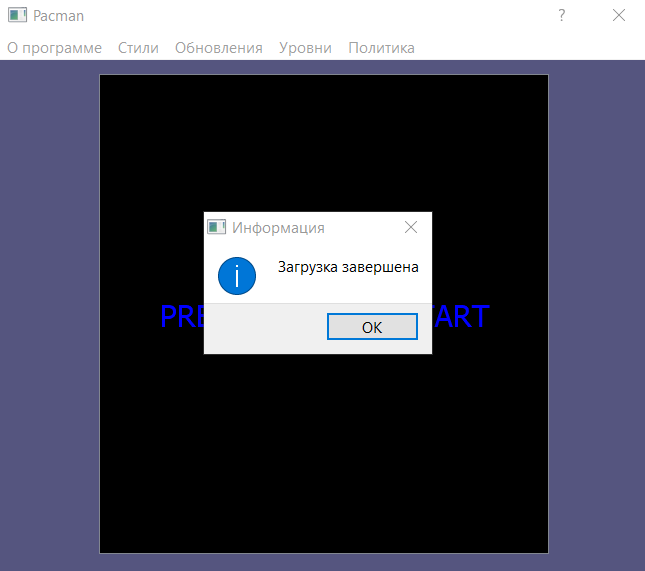 Pacman
О программе Стили Обновления Уровни Политика
Информация
Загрузка завершена
PRE
ART
OK